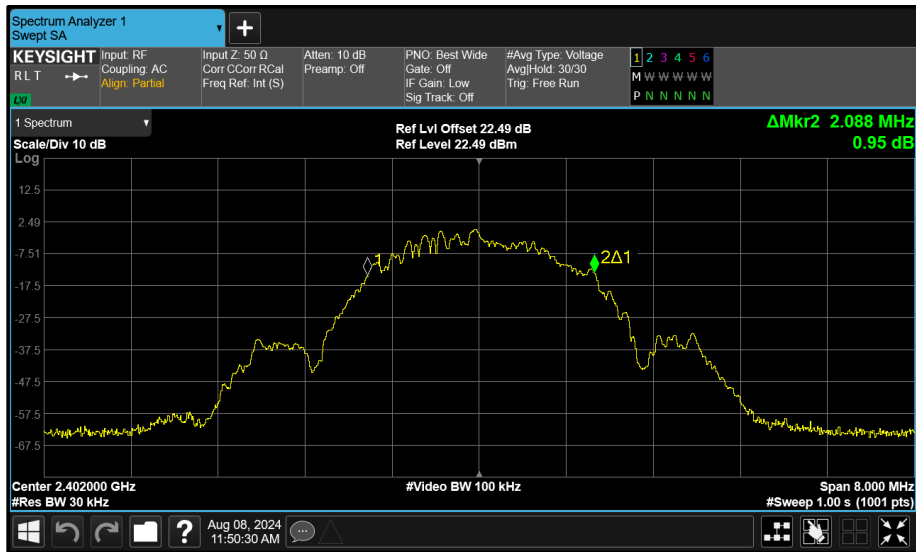 Spectrum Analyzer 1
Swept SA
+
KEYSIGHT
R L T
LXI
Input: RF
Coupling: AC
Align: Partial
Input Z: 50 Ω
Corr CCorr RCal
Freq Ref: Int (S)
Atten: 10 dB
Preamp: Off
PNO: Best Wide
Gate: Off
IF Gain: Low
Sig Track: Off
#Avg Type: Voltage
Avg|Hold: 30/30
Trig: Free Run
1 2 3 4 5 6
M W W W W W
P N N N N N
1 Spectrum
Scale/Div 10 dB
Ref Lvl Offset 22.49 dB
Ref Level 22.49 dBm
ΔMkr2 2.088 MHz
0.95 dB
Log
12.5
2.49
-7.51
-17.5
-27.5
-37.5
-47.5
-57.5
-67.5
1
2Δ1
Center 2.402000 GHz
#Res BW 30 kHz
#Video BW 100 kHz
Span 8.000 MHz
#Sweep 1.00 s (1001 pts)
?
Aug 08, 2024
11:50:30 AM